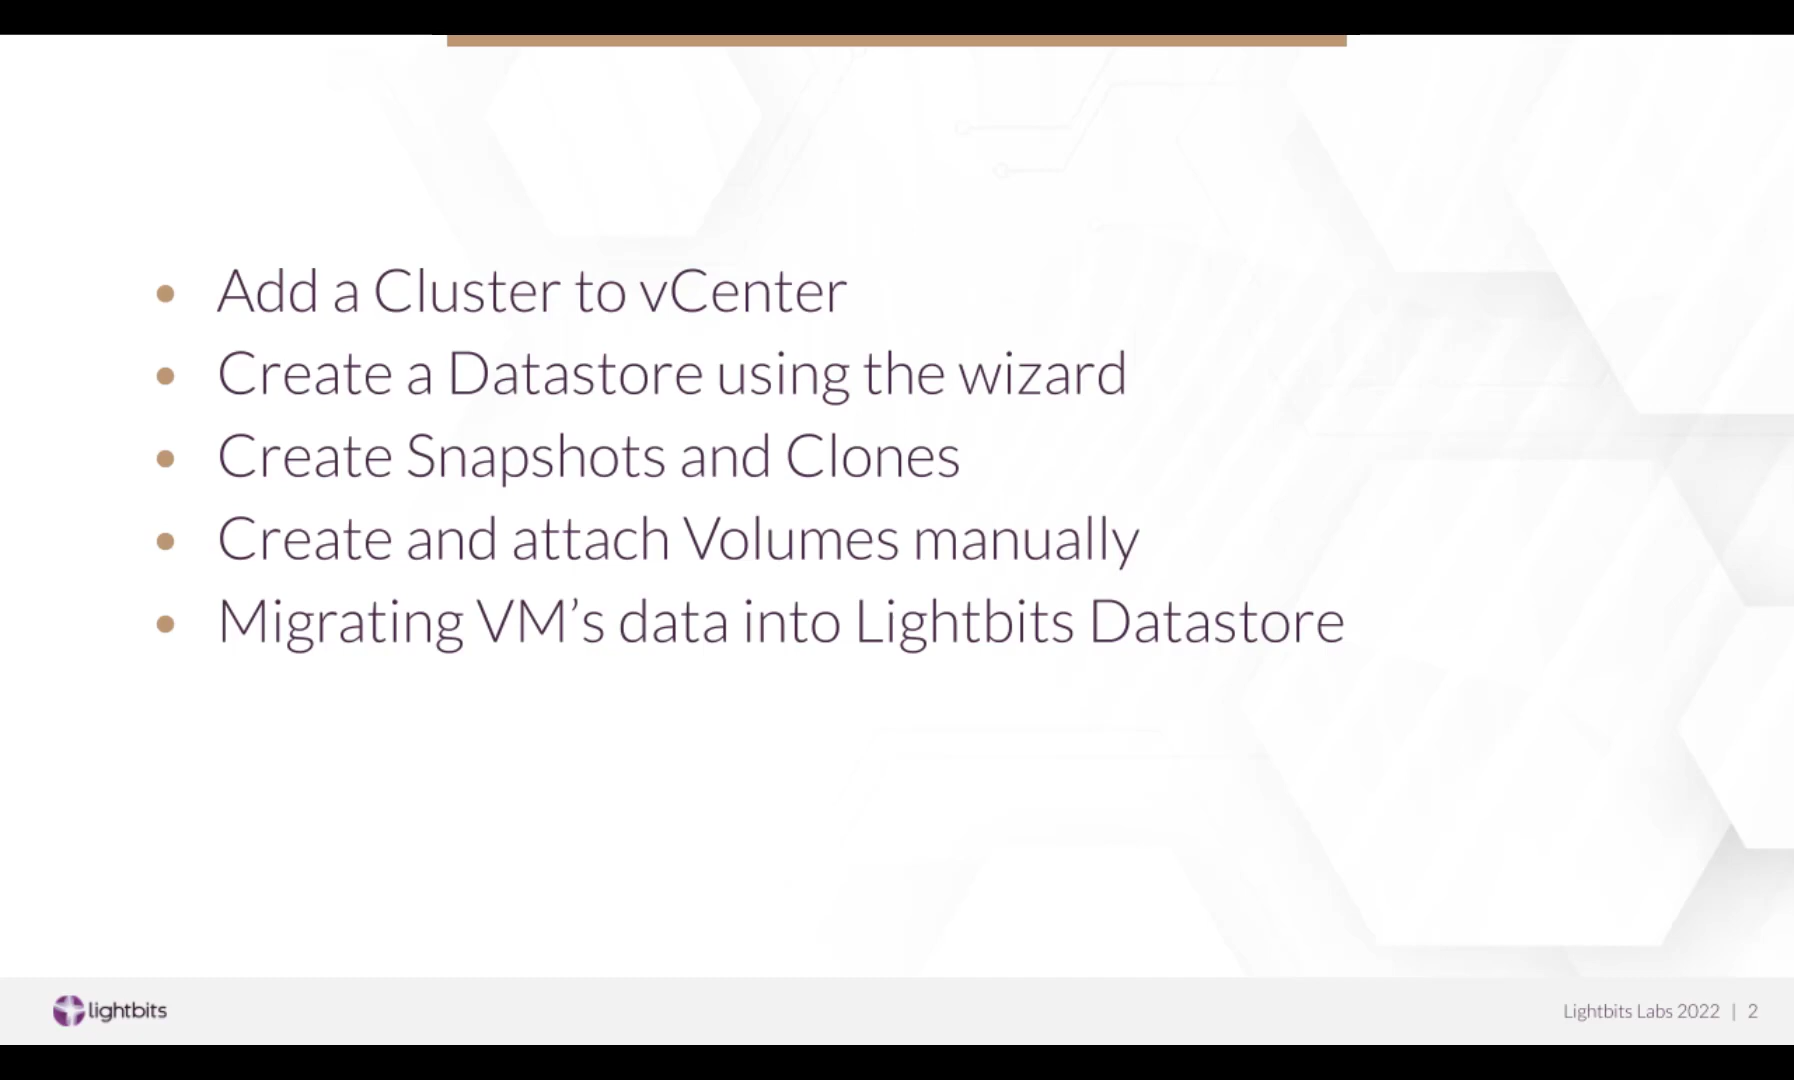 • Add a Cluster to vCenter
• Create a Datastore using the wizard
• Create Snapshots and Clones
• Create and attach Volumes manually
• Migrating VM’s data into Lightbits Datastore
lightbits
Lightbits Labs 2022 | 2